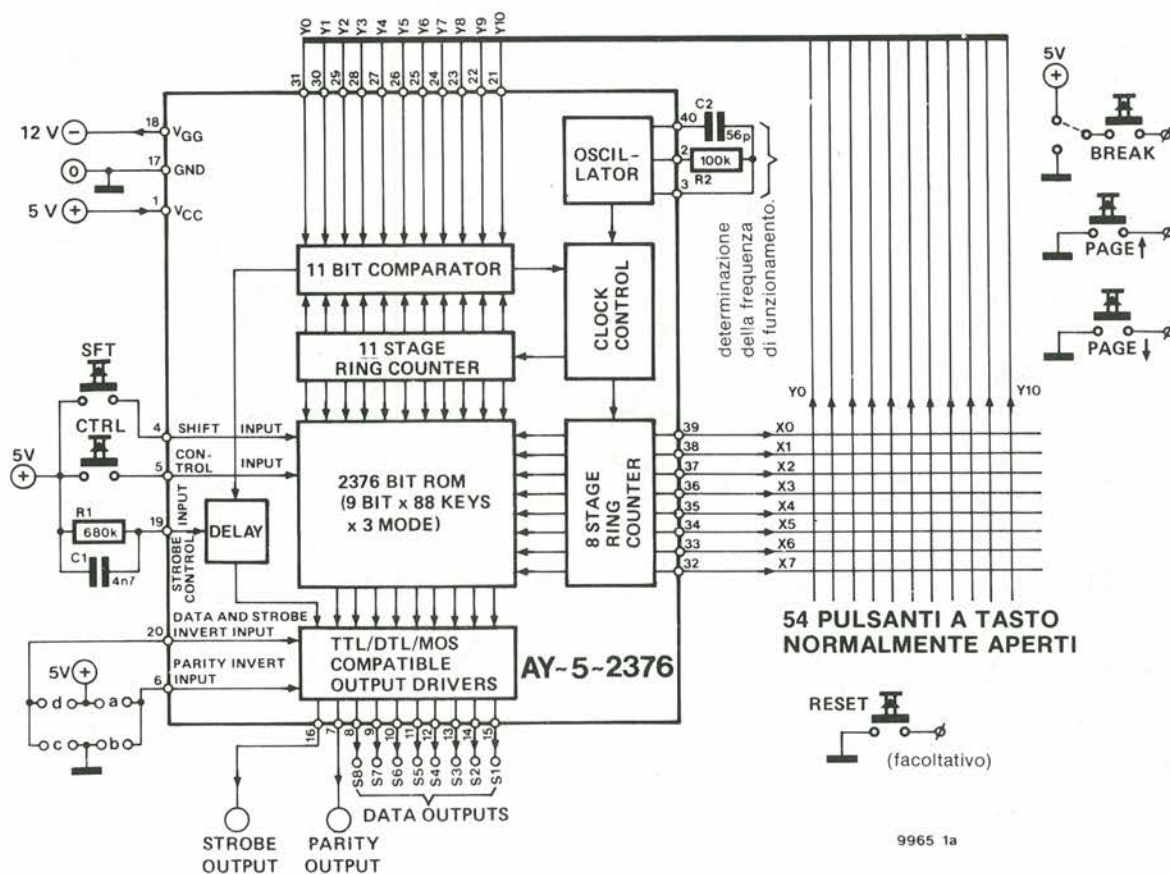 Y0 Y1 Y2 Y3 Y4 Y5 Y6 Y7 Y8 Y9 Y10
31 30 29 28 27 26 25 24 23 22 21
12 V − 18 VGG
0 17 GND
5 V + 1 VCC
OSCIL-
LATOR
40 C2
56p
2 100k
R2
3
determinazione
della frequenza
di funzionamento.
5V
+
BREAK
PAGE ↑
PAGE ↓
11 BIT COMPARATOR
CLOCK
CONTROL
11 STAGE
RING COUNTER
Y0 Y10
SFT
4 SHIFT INPUT
CTRL
5 CON-
TROL INPUT
5V
+
R1
680k
C1
4n7
19 STROBE
CONTROL INPUT
DELAY
2376 BIT ROM
(9 BIT x 88 KEYS
x 3 MODE)
8 STAGE
RING
COUNTER
39 X0
38 X1
37 X2
36 X3
35 X4
34 X5
33 X6
32 X7
54 PULSANTI A TASTO
NORMALMENTE APERTI
DATA AND STROBE
20 INVERT INPUT
PARITY INVERT
6 INPUT
5V +
d a
c b
TTL/DTL/MOS
COMPATIBLE
OUTPUT DRIVERS
AY-5-2376
16 7 8 9 10 11 12 13 14 15
S8 S7 S6 S5 S4 S3 S2 S1
DATA OUTPUTS
STROBE
OUTPUT
PARITY
OUTPUT
RESET
(facoltativo)
9965 1a